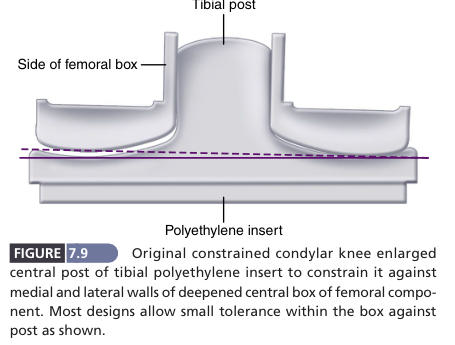 Tibial post
Side of femoral box
Polyethylene insert
FIGURE 7.9 Original constrained condylar knee enlarged
central post of tibial polyethylene insert to constrain it against
medial and lateral walls of deepened central box of femoral compo-
nent. Most designs allow small tolerance within the box against
post as shown.